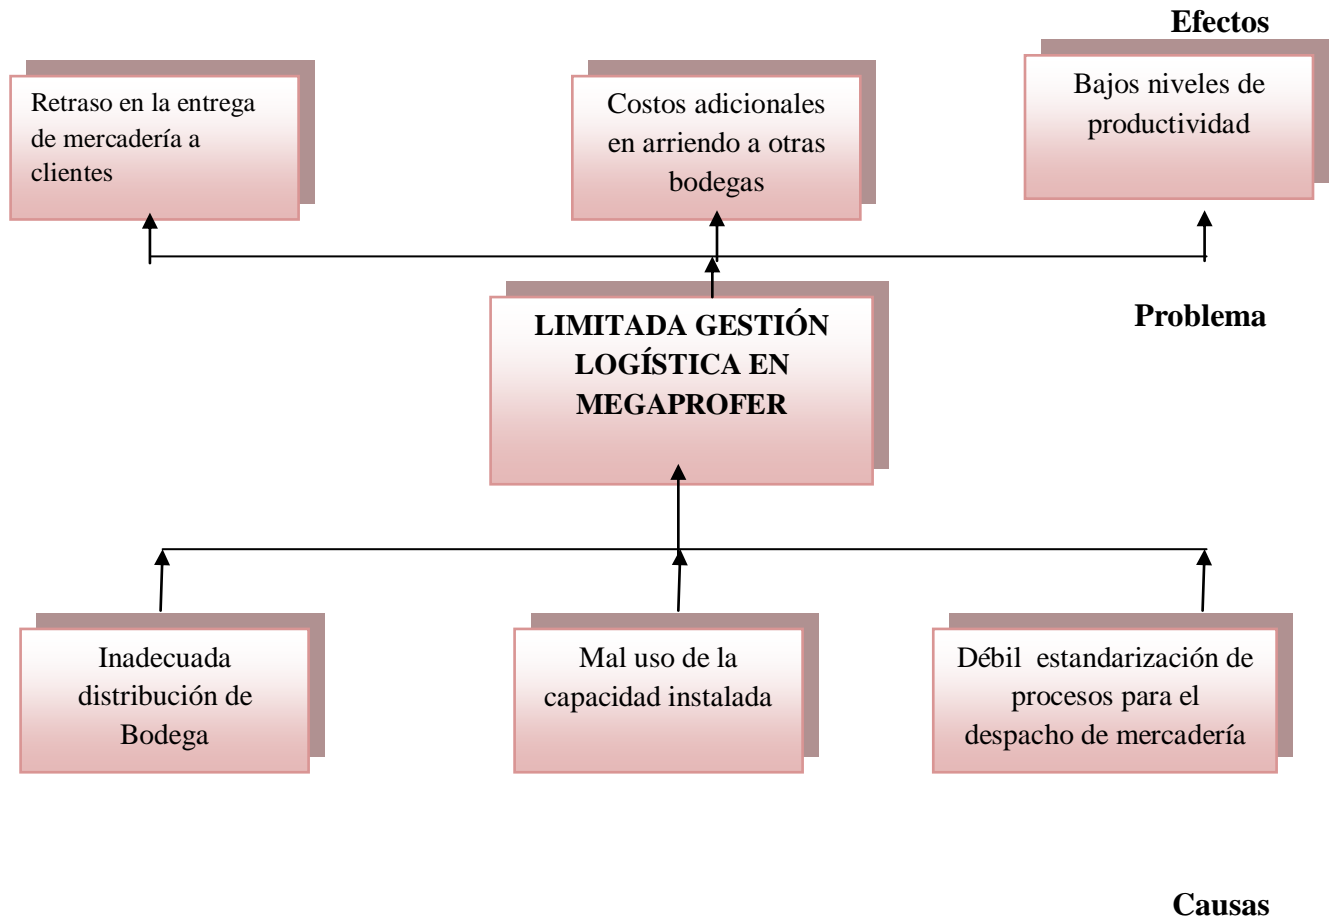 Efectos
Retraso en la entrega
de mercadería a
clientes
Costos adicionales
en arriendo a otras
bodegas
Bajos niveles de
productividad
LIMITADA GESTIÓN
LOGÍSTICA EN
MEGAPROFER
Problema
Inadecuada
distribución de
Bodega
Mal uso de la
capacidad instalada
Débil  estandarización de
procesos para el
despacho de mercadería
Causas